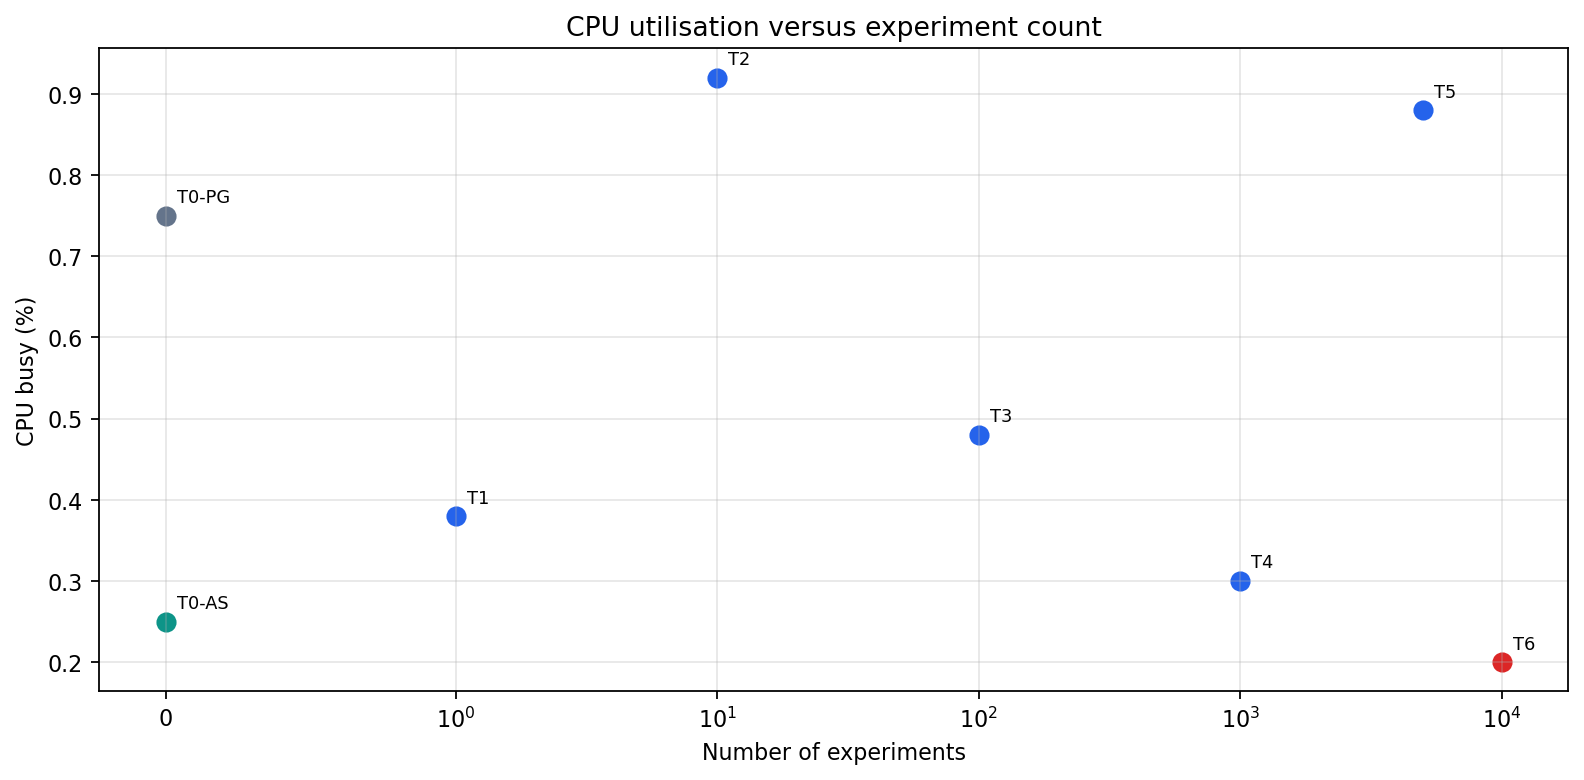 CPU utilisation versus experiment count
CPU busy (%)
0.9
0.8
0.7
0.6
0.5
0.4
0.3
0.2
T2
T5
T0-PG
T3
T1
T4
T0-AS
T6
0 10⁰ 10¹ 10² 10³ 10⁴
Number of experiments